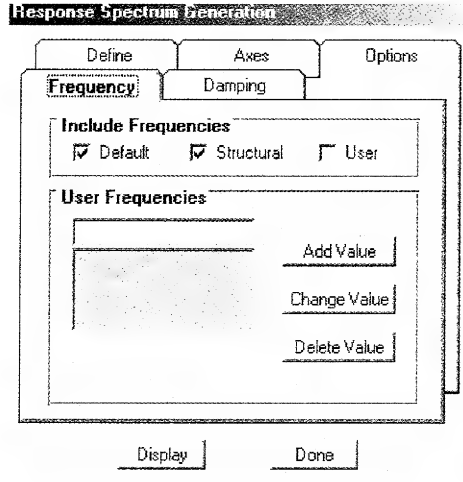 Response Spectrum Generation
Define Axes Options
Frequency Damping
Include Frequencies
Default Structural User
User Frequencies
Add Value
Change Value
Delete Value
Display Done